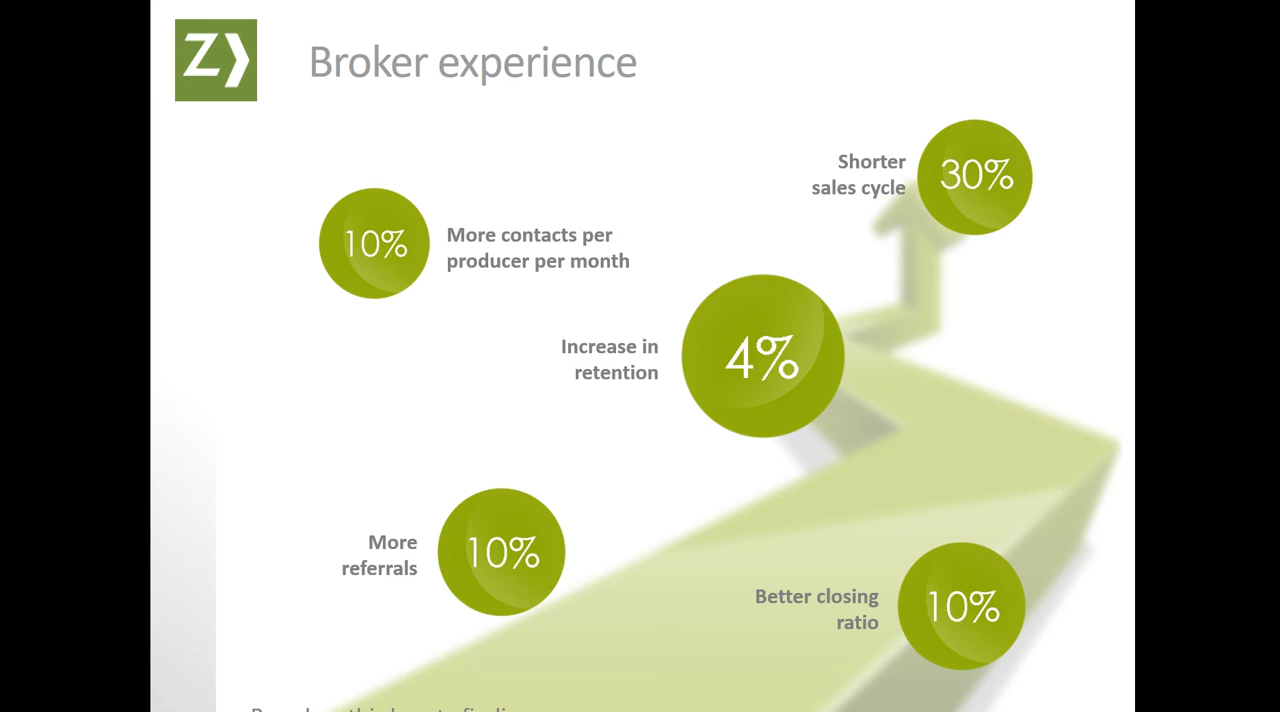 Z
Broker experience
Shorter
sales cycle
30%
10%
More contacts per
producer per month
Increase in
retention
4%
More
referrals
10%
Better closing
ratio
10%